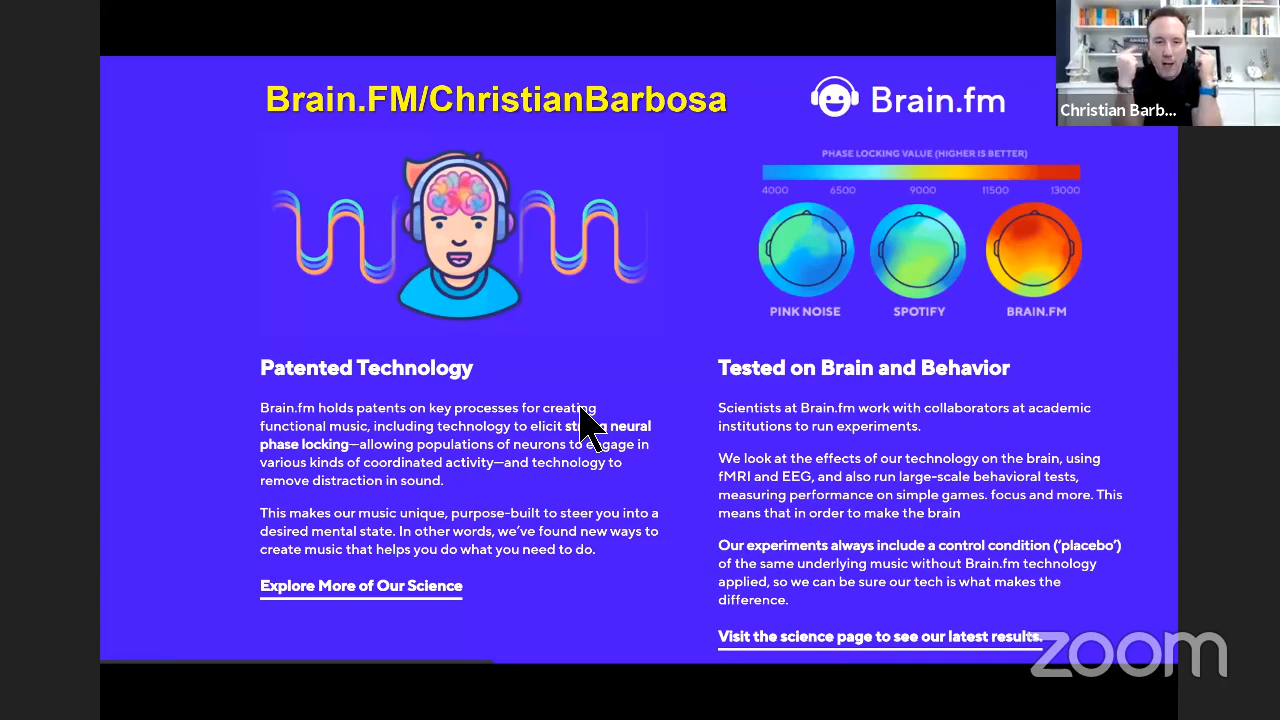 Brain.FM/ChristianBarbosa
Brain.fm
Christian Barb...
PHASE LOCKING VALUE (HIGHER IS BETTER)
4000 6500 9000 11500 13000
PINK NOISE SPOTIFY BRAIN.FM
Patented Technology
Brain.fm holds patents on key processes for creating
functional music, including technology to elicit neural
phase locking—allowing populations of neurons to engage in
various kinds of coordinated activity—and technology to
remove distraction in sound.
This makes our music unique, purpose-built to steer you into a
desired mental state. In other words, we've found new ways to
create music that helps you do what you need to do.
Explore More of Our Science
Tested on Brain and Behavior
Scientists at Brain.fm work with collaborators at academic
institutions to run experiments.
We look at the effects of our technology on the brain, using
fMRI and EEG, and also run large-scale behavioral tests,
measuring performance on simple games. focus and more. This
means that in order to make the brain
Our experiments always include a control condition ('placebo')
of the same underlying music without Brain.fm technology
applied, so we can be sure our tech is what makes the
difference.
Visit the science page to see our latest results.
zoom